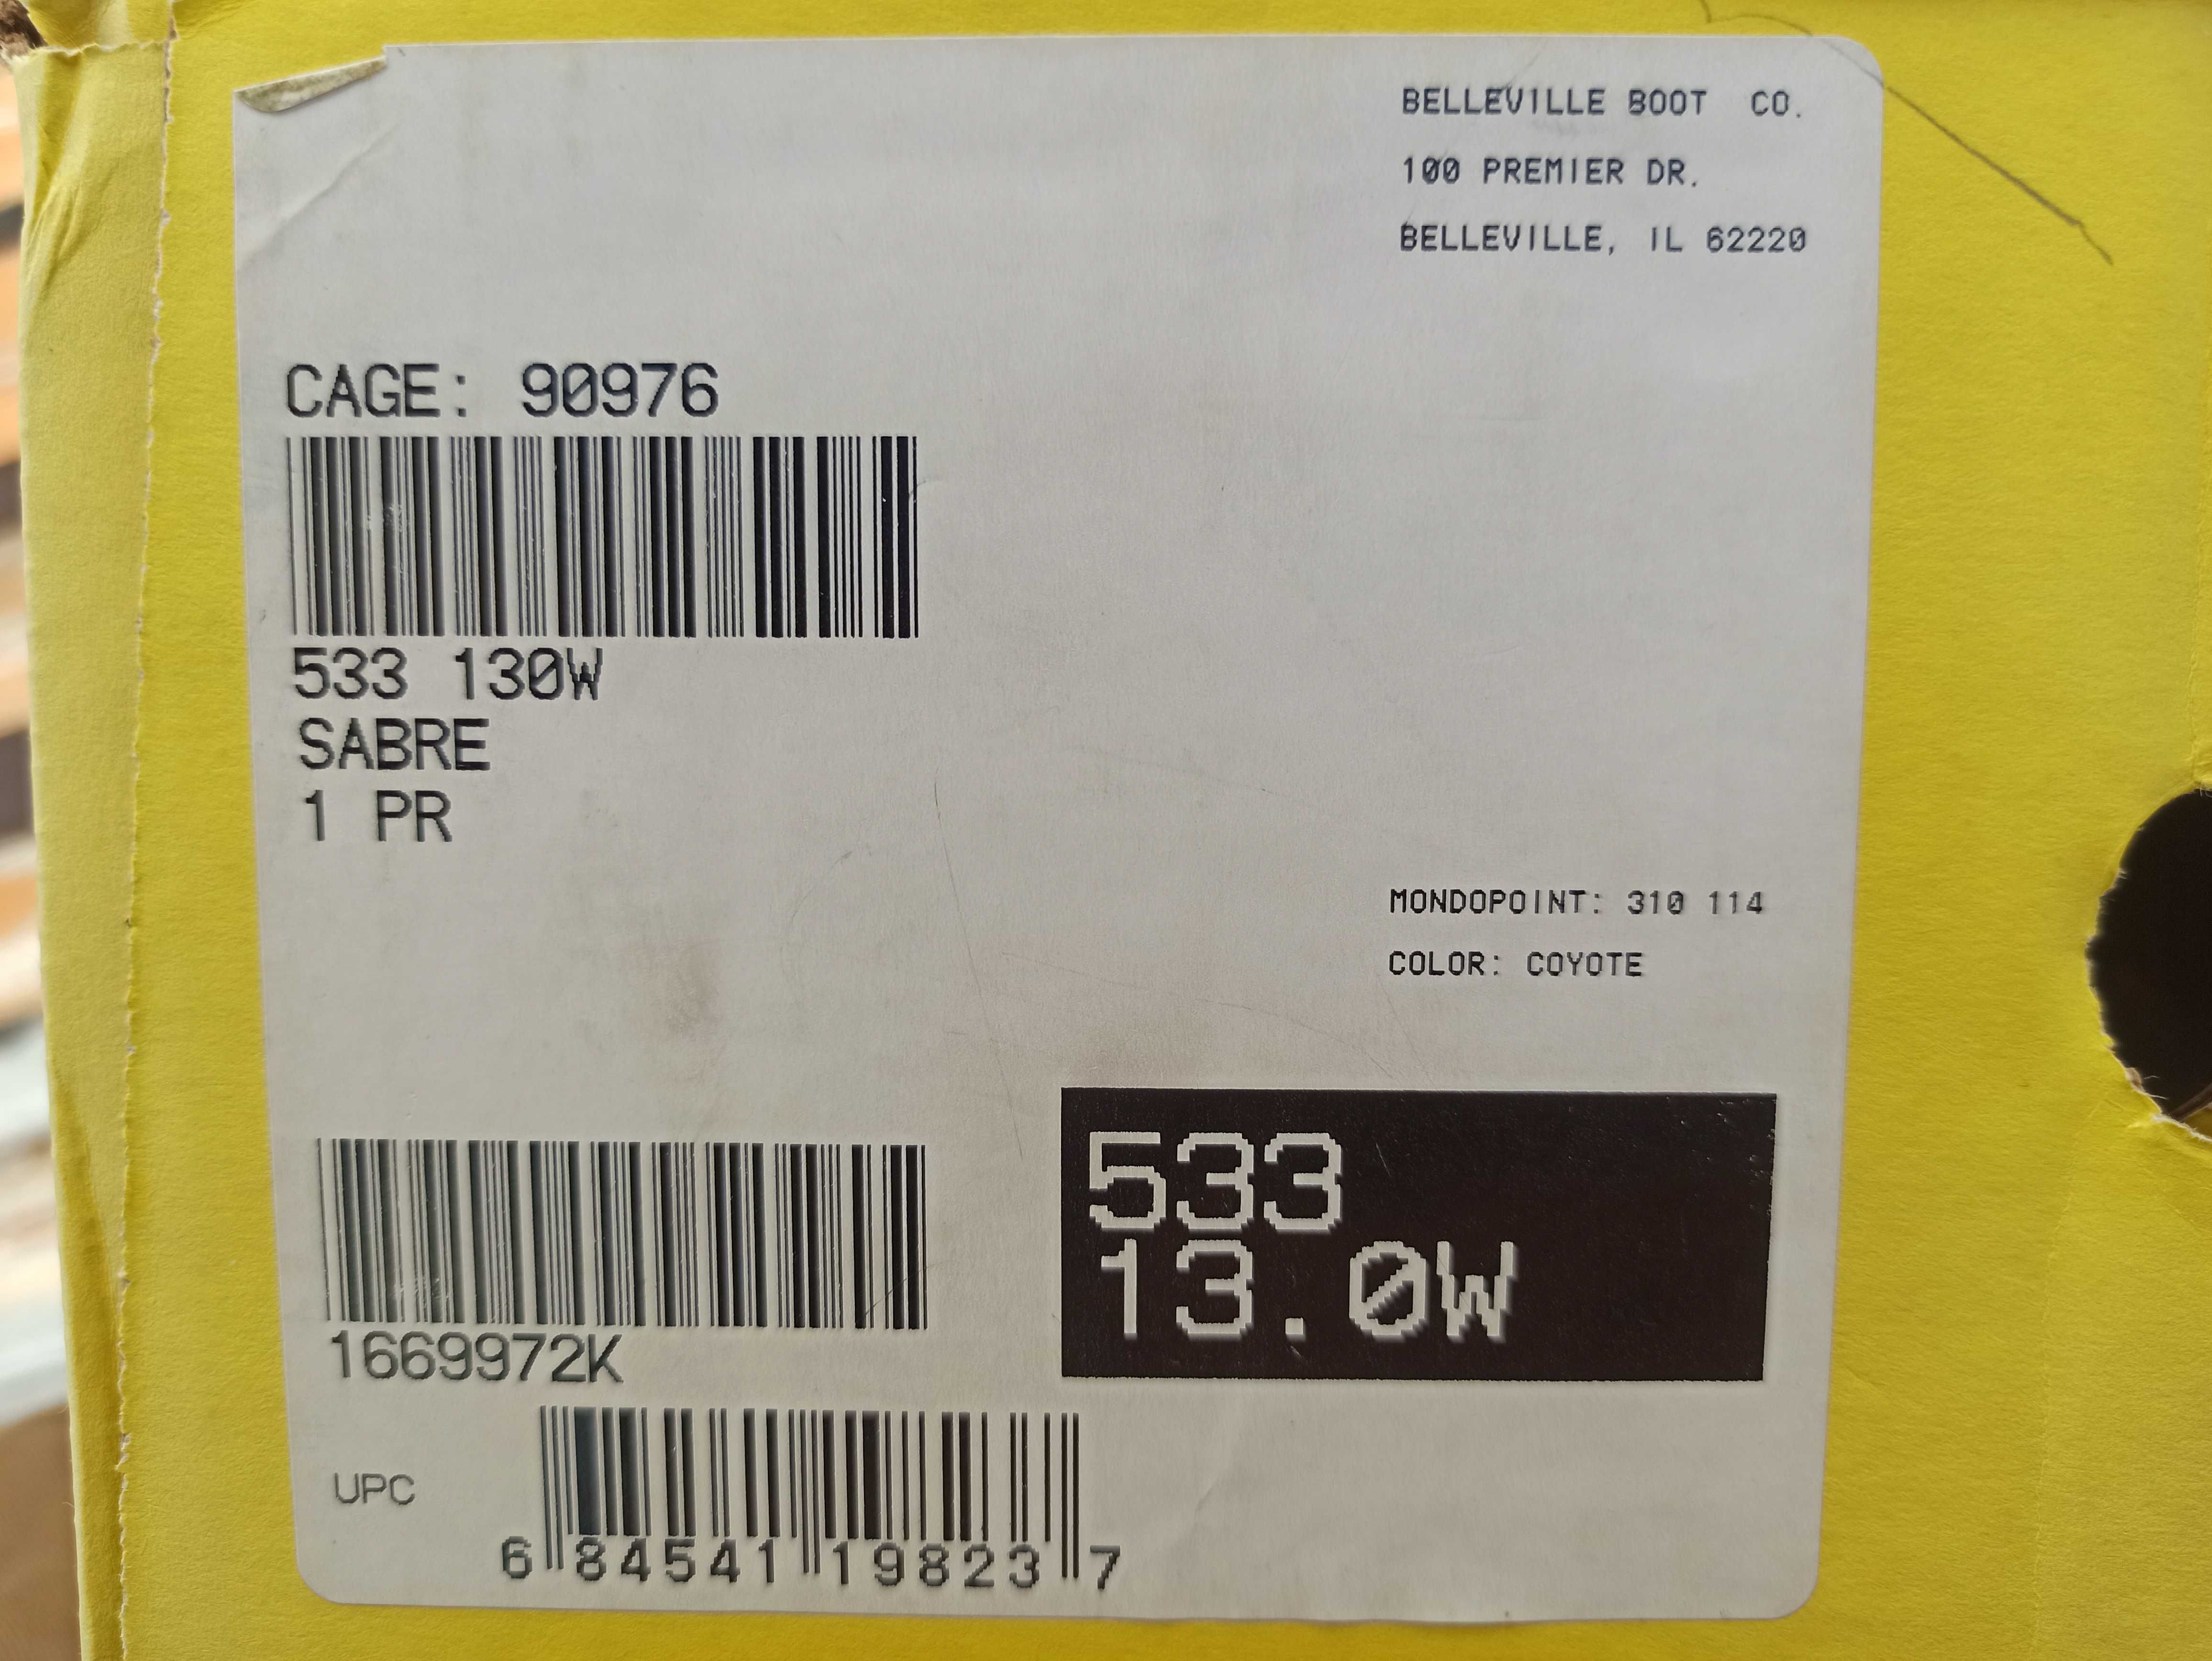 BELLEVILLE BOOT  CO.
100 PREMIER DR.
BELLEVILLE, IL 62220
CAGE: 90976
533 130W
SABRE
1 PR
MONDOPOINT: 310 114
COLOR: COYOTE
533
13.0W
1669972K
UPC
6 84541 19823 7